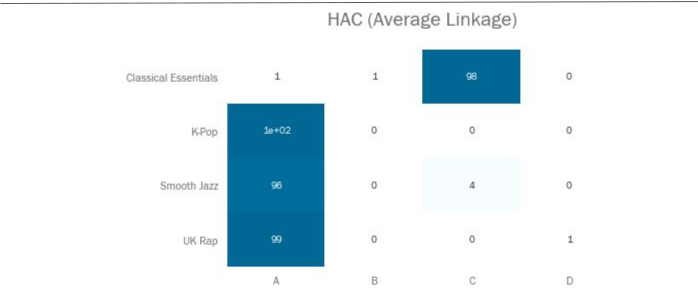 HAC (Average Linkage)
Classical Essentials 1 1 98 0
K-Pop 1e+02 0 0 0
Smooth Jazz 96 0 4 0
UK Rap 99 0 0 1
A B C D